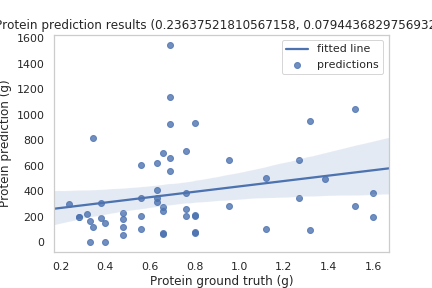 Protein prediction results (0.23637521810567158, 0.0794436829756932
1600
1400
1200
1000
800
600
400
200
0
Protein prediction (g)
fitted line
predictions
0.2 0.4 0.6 0.8 1.0 1.2 1.4 1.6
Protein ground truth (g)